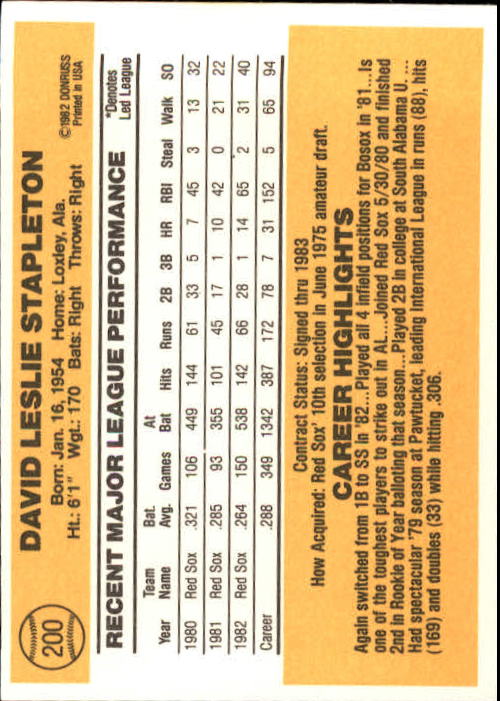 200
DAVID LESLIE STAPLETON
Born: Jan. 16, 1954 Home: Loxley, Ala.
Ht.: 6'1" Wgt.: 170 Bats: Right Throws: Right
©1982 DONRUSS
Printed in USA
RECENT MAJOR LEAGUE PERFORMANCE
*Denotes
Led League
Year Team Name Bat. Avg. Games At Bat Hits Runs 2B 3B HR RBI Steal Walk SO
1980 Red Sox .321 106 449 144 61 33 5 7 45 3 13 32
1981 Red Sox .285 93 355 101 45 17 1 10 42 0 21 22
1982 Red Sox .264 150 538 142 66 28 1 14 65 2 31 40
Career .288 349 1342 387 172 78 7 31 152 5 65 94
Contract Status: Signed thru 1983
How Acquired: Red Sox' 10th selection in June 1975 amateur draft.
CAREER HIGHLIGHTS
Again switched from 1B to SS in '82...Played all 4 infield positions for Bosox in '81...Is
one of the toughest players to strike out in AL....Joined Red Sox 5/30/80 and finished
2nd in Rookie of Year balloting that season...Played 2B in college at South Alabama U. ...
Had spectacular '79 season at Pawtucket, leading International League in runs (88), hits
(169) and doubles (33) while hitting .306.